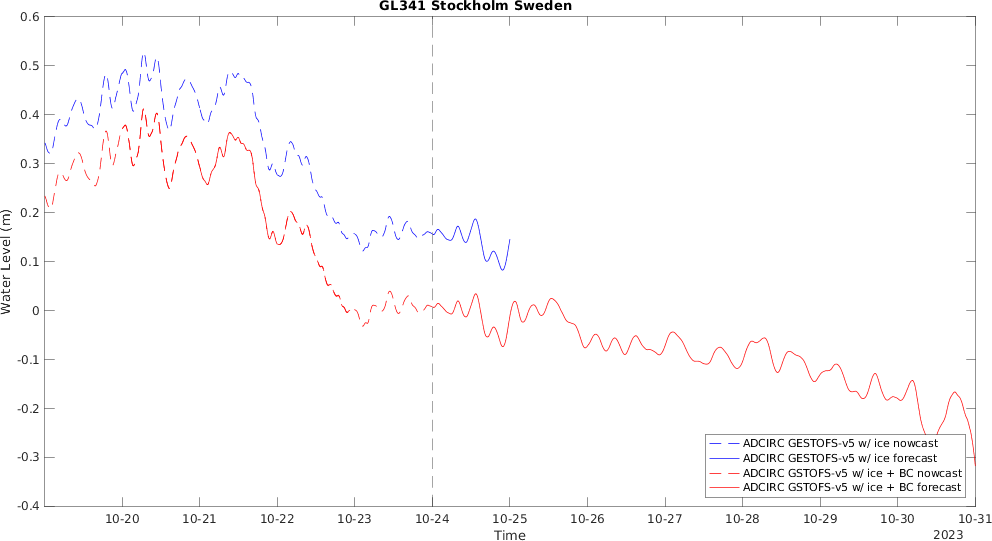 GL341 Stockholm Sweden
0.6
0.5
0.4
0.3
0.2
0.1
0
-0.1
-0.2
-0.3
-0.4
Water Level (m)
ADCIRC GESTOFS-v5 w/ ice nowcast
ADCIRC GESTOFS-v5 w/ ice forecast
ADCIRC GSTOFS-v5 w/ ice + BC nowcast
ADCIRC GSTOFS-v5 w/ ice + BC forecast
10-20 10-21 10-22 10-23 10-24 10-25 10-26 10-27 10-28 10-29 10-30 10-31
Time
2023